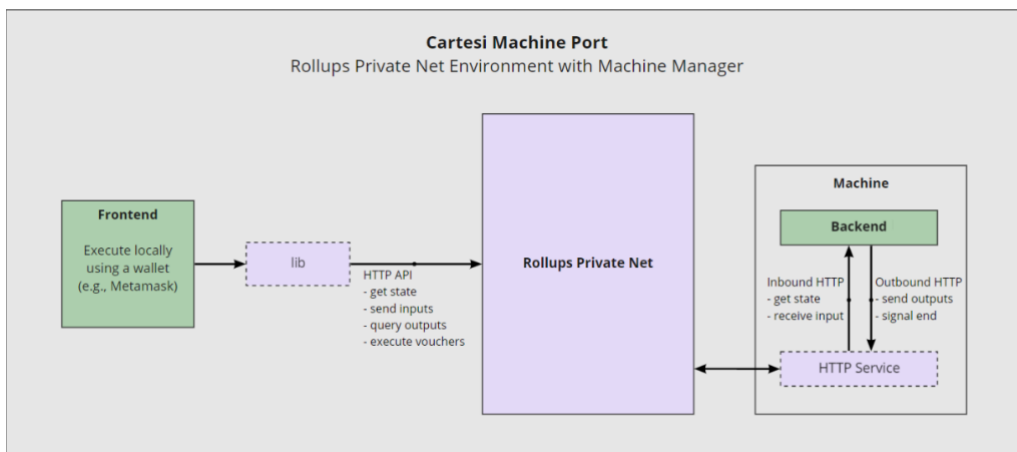 Cartesi Machine Port
Rollups Private Net Environment with Machine Manager
Frontend
Execute locally
using a wallet
(e.g., Metamask)
lib
HTTP API
- get state
- send inputs
- query outputs
- execute vouchers
Rollups Private Net
Machine
Backend
Inbound HTTP
- get state
- receive input
Outbound HTTP
- send outputs
- signal end
HTTP Service